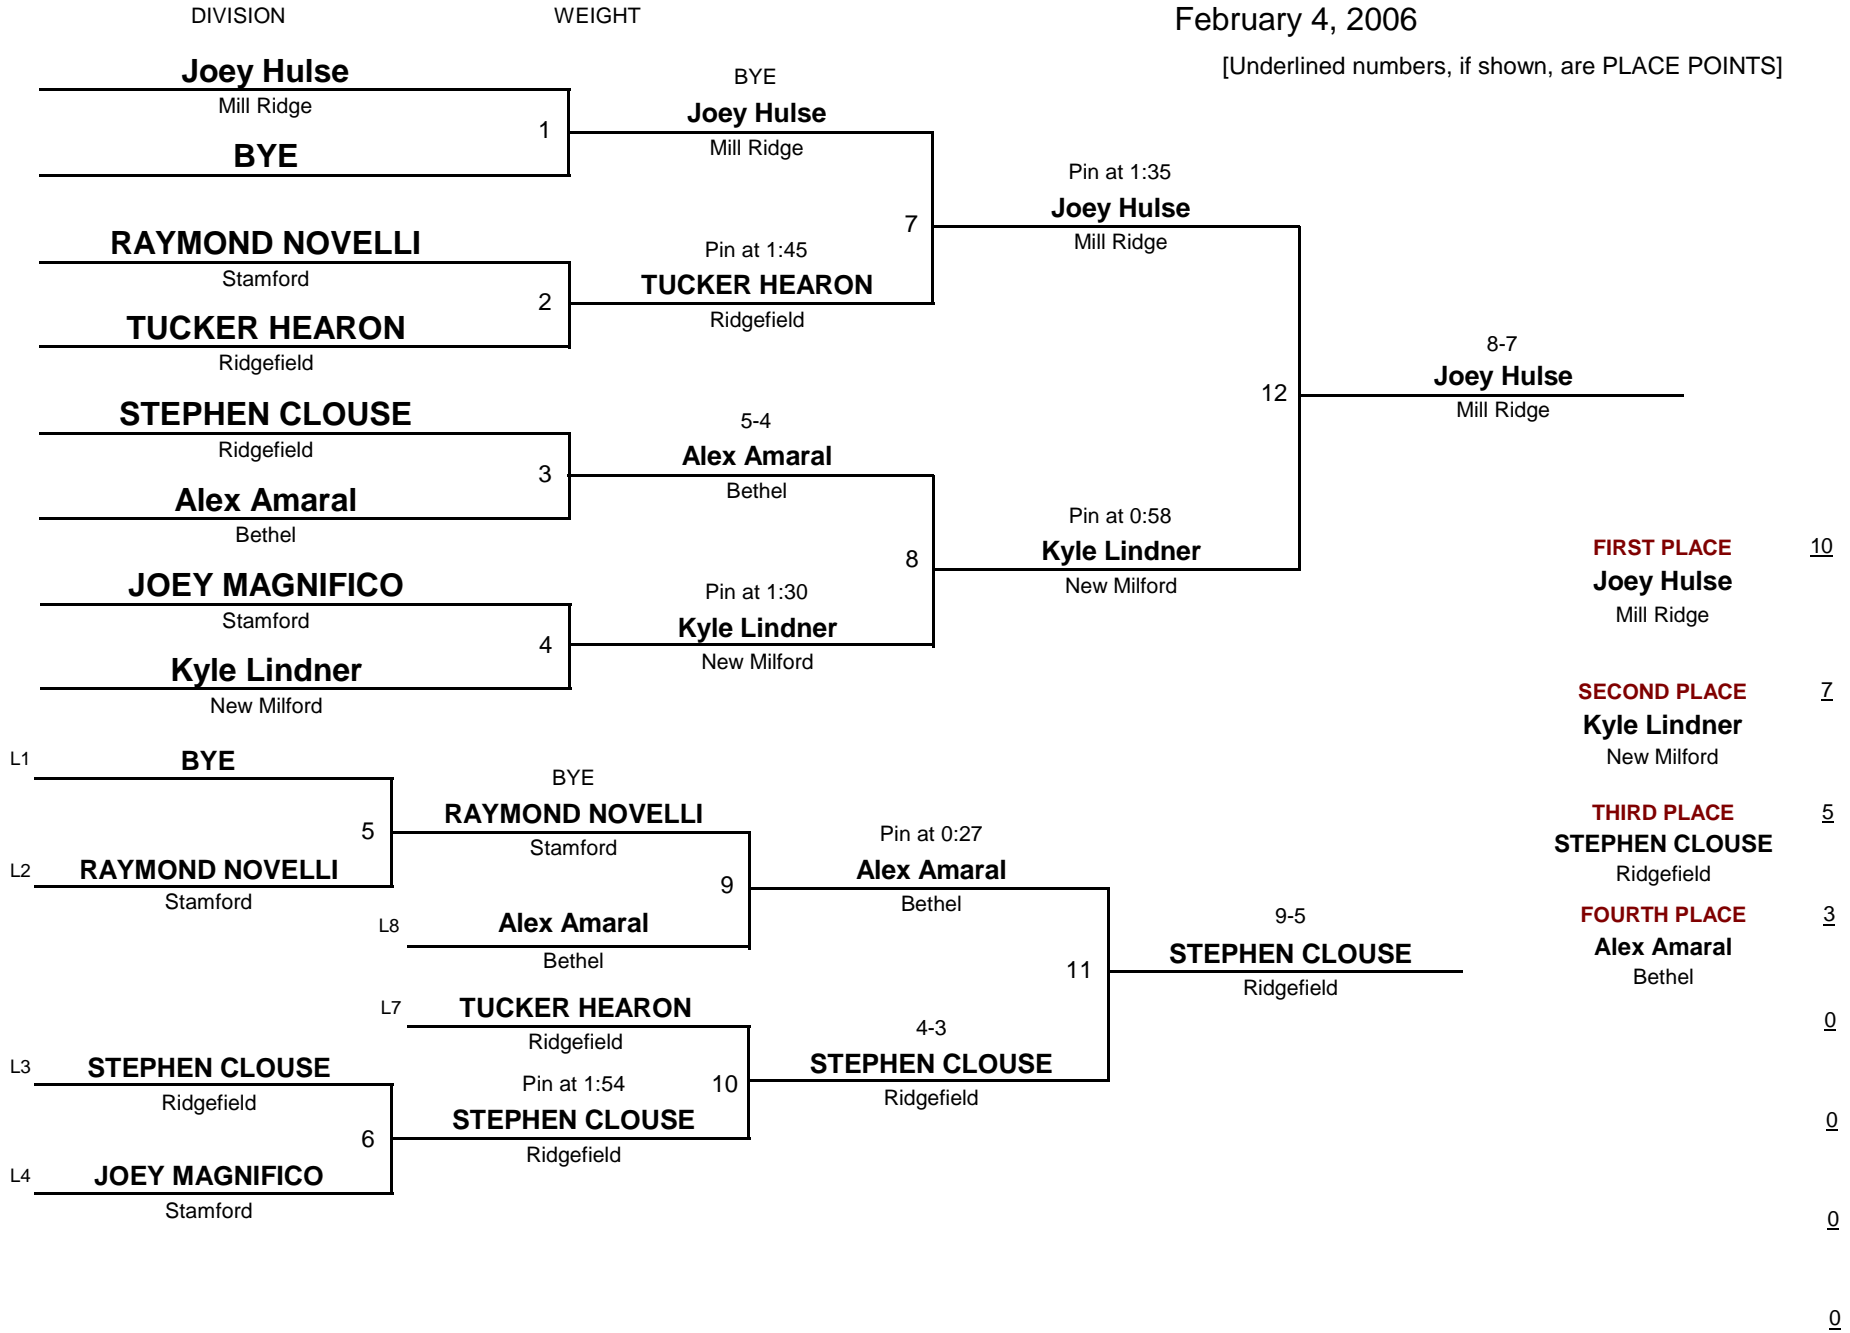 DIVISION
WEIGHT
February 4, 2006
[Underlined numbers, if shown, are PLACE POINTS]
Joey Hulse
Mill Ridge
1
BYE
BYE
Joey Hulse
Mill Ridge
RAYMOND NOVELLI
Stamford
2
TUCKER HEARON
Ridgefield
Pin at 1:45
TUCKER HEARON
Ridgefield
7
Pin at 1:35
Joey Hulse
Mill Ridge
STEPHEN CLOUSE
Ridgefield
3
Alex Amaral
Bethel
5-4
Alex Amaral
Bethel
JOEY MAGNIFICO
Stamford
4
Kyle Lindner
New Milford
Pin at 1:30
Kyle Lindner
New Milford
8
Pin at 0:58
Kyle Lindner
New Milford
12
8-7
Joey Hulse
Mill Ridge
FIRST PLACE 10
Joey Hulse
Mill Ridge
SECOND PLACE 7
Kyle Lindner
New Milford
THIRD PLACE 5
STEPHEN CLOUSE
Ridgefield
FOURTH PLACE 3
Alex Amaral
Bethel
0
0
0
0
L1 BYE
5
L2 RAYMOND NOVELLI
Stamford
BYE
RAYMOND NOVELLI
Stamford
9
L8 Alex Amaral
Bethel
Pin at 0:27
Alex Amaral
Bethel
L7 TUCKER HEARON
Ridgefield
10
L3 STEPHEN CLOUSE
Ridgefield
6
L4 JOEY MAGNIFICO
Stamford
Pin at 1:54
STEPHEN CLOUSE
Ridgefield
4-3
STEPHEN CLOUSE
Ridgefield
11
9-5
STEPHEN CLOUSE
Ridgefield